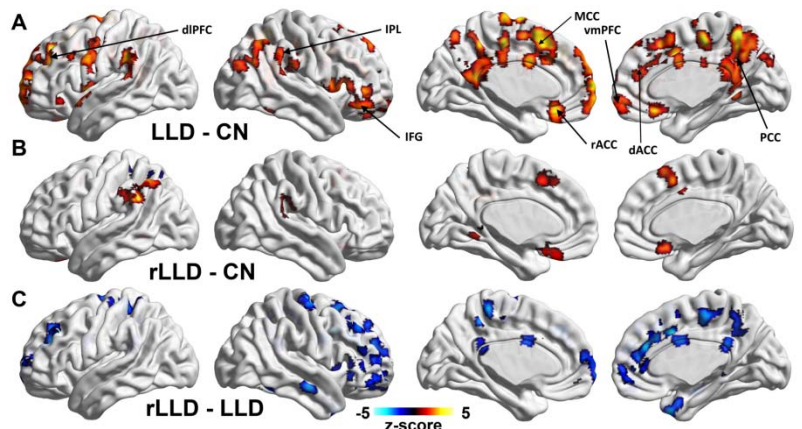 A
dlPFC
IPL
MCC
vmPFC
IFG
rACC
dACC
PCC
LLD - CN
B
rLLD - CN
C
rLLD - LLD
-5
5
z-score